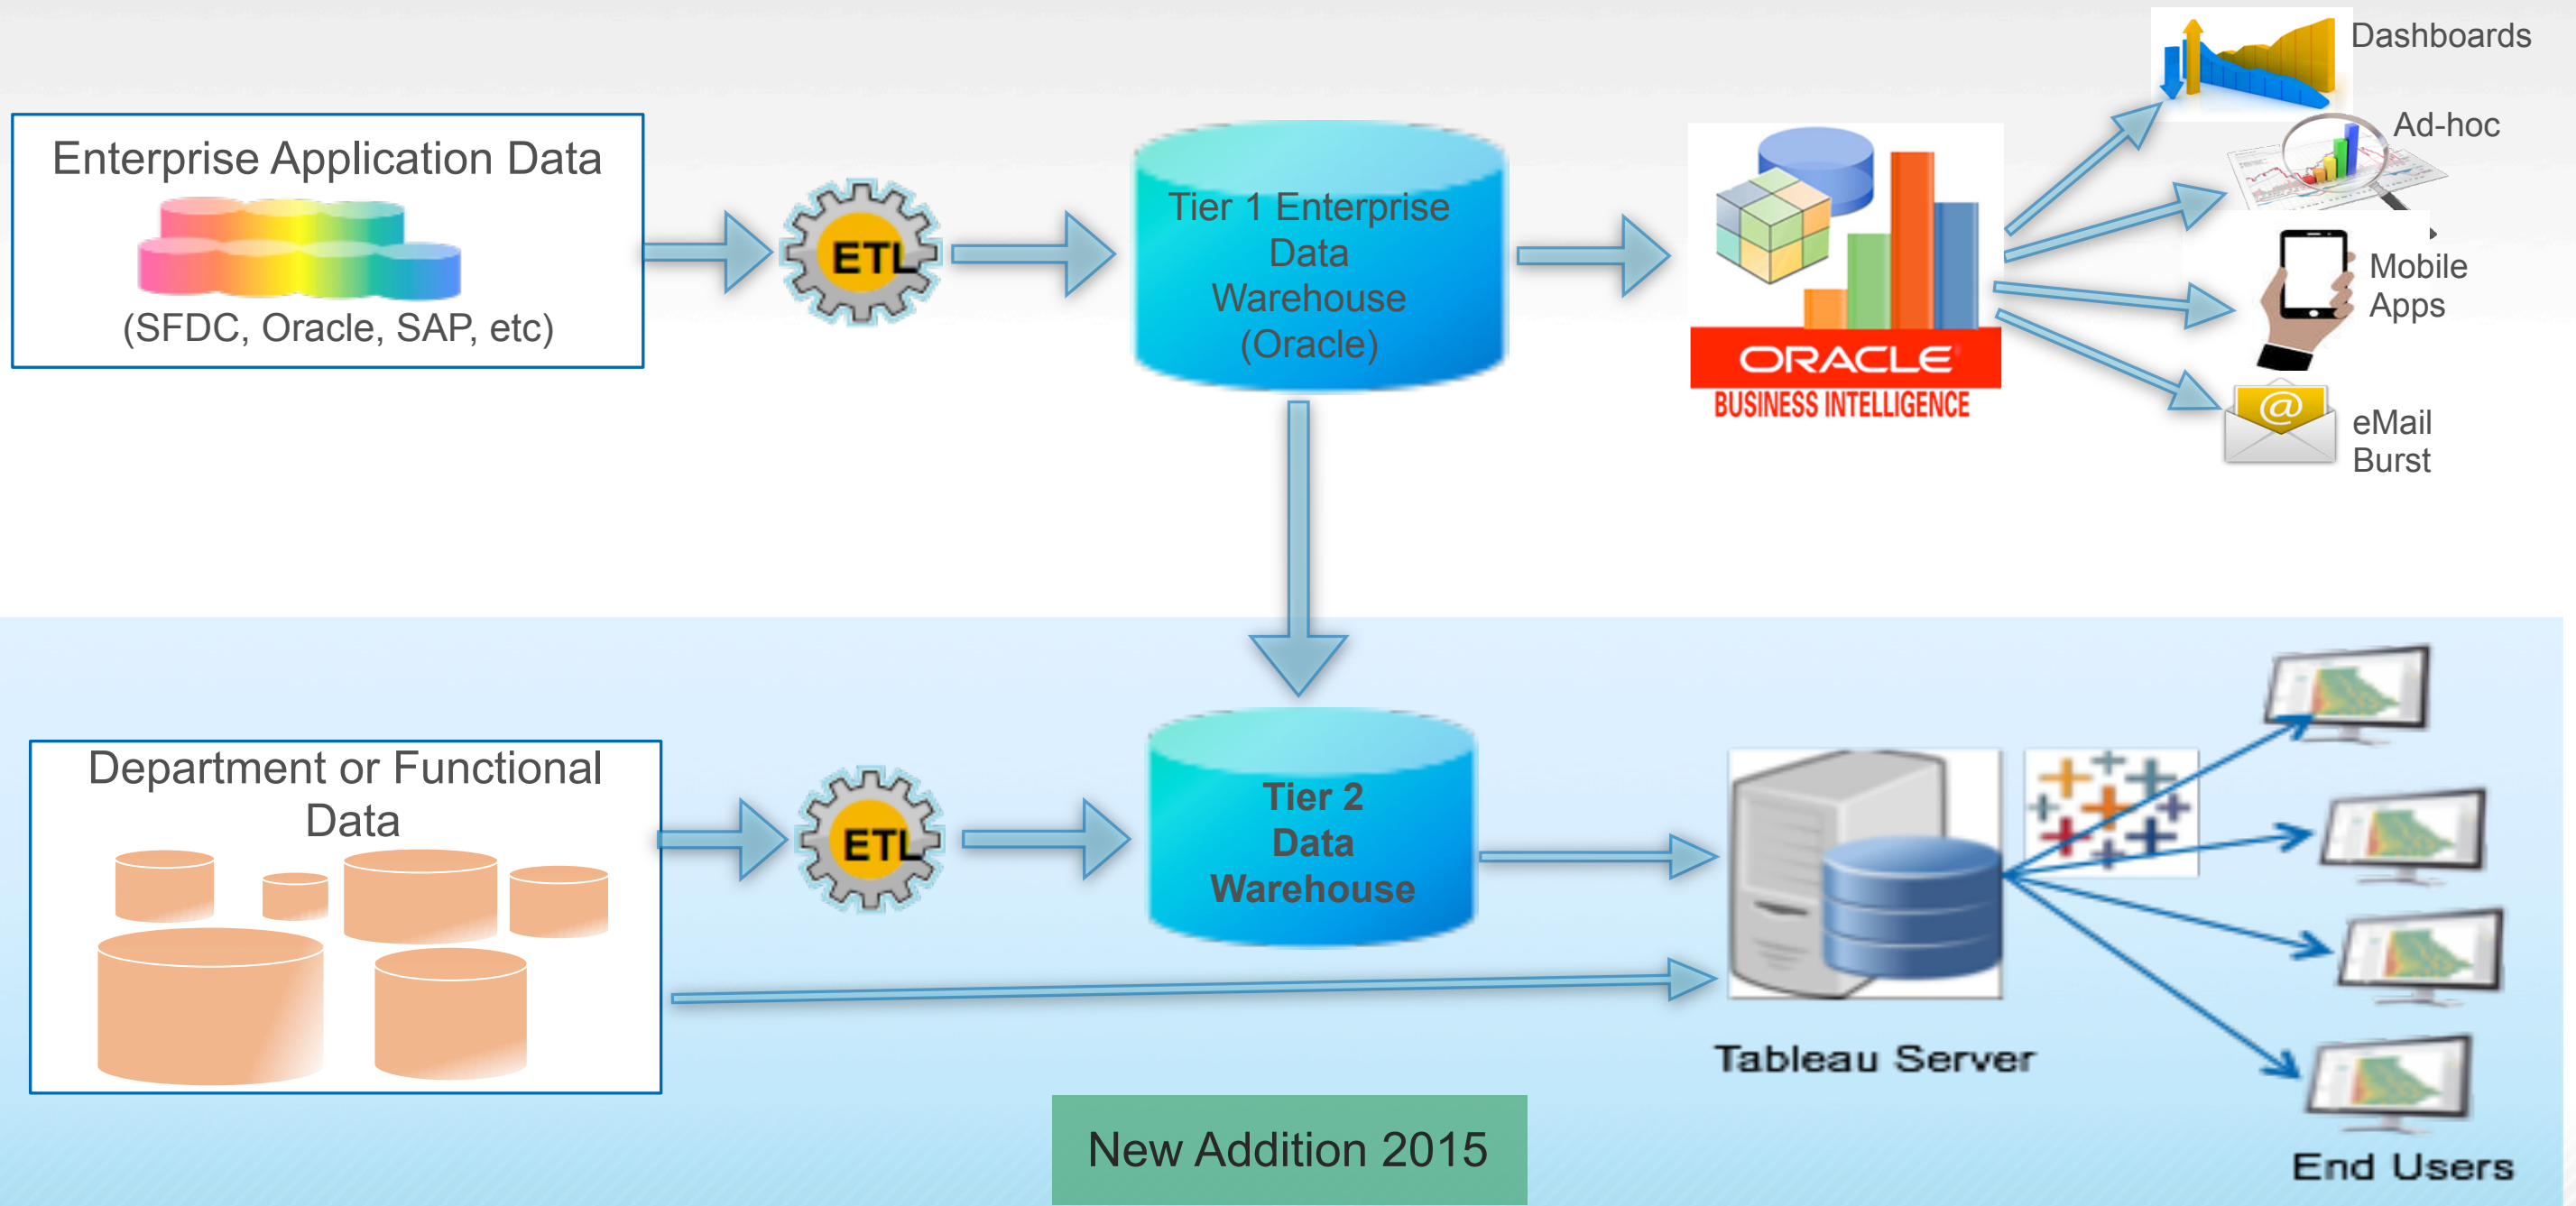 Dashboards
Ad-hoc
Enterprise Application Data
(SFDC, Oracle, SAP, etc)
ETL
Tier 1 Enterprise
Data
Warehouse
(Oracle)
ORACLE
BUSINESS INTELLIGENCE
Mobile
Apps
@
eMail
Burst
Department or Functional
Data
ETL
Tier 2
Data
Warehouse
Tableau Server
New Addition 2015
End Users